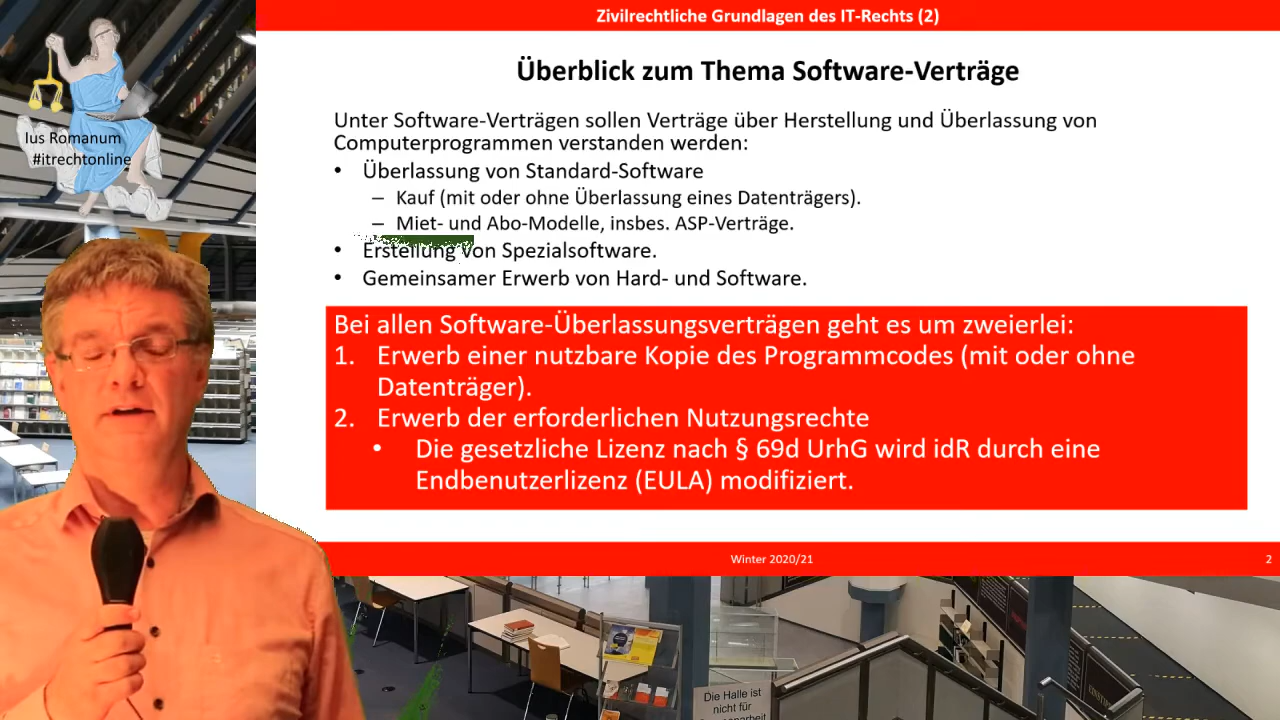 Zivilrechtliche Grundlagen des IT-Rechts (2)
Ius Romanum
#itrechtonline
Überblick zum Thema Software-Verträge
Unter Software-Verträgen sollen Verträge über Herstellung und Überlassung von
Computerprogrammen verstanden werden:
• Überlassung von Standard-Software
– Kauf (mit oder ohne Überlassung eines Datenträgers).
– Miet- und Abo-Modelle, insbes. ASP-Verträge.
• Erstellung von Spezialsoftware.
• Gemeinsamer Erwerb von Hard- und Software.
Bei allen Software-Überlassungsverträgen geht es um zweierlei:
1. Erwerb einer nutzbare Kopie des Programmcodes (mit oder ohne
Datenträger).
2. Erwerb der erforderlichen Nutzungsrechte
• Die gesetzliche Lizenz nach § 69d UrhG wird idR durch eine
Endbenutzerlizenz (EULA) modifiziert.
Winter 2020/21
2
Die Halle ist
nicht für